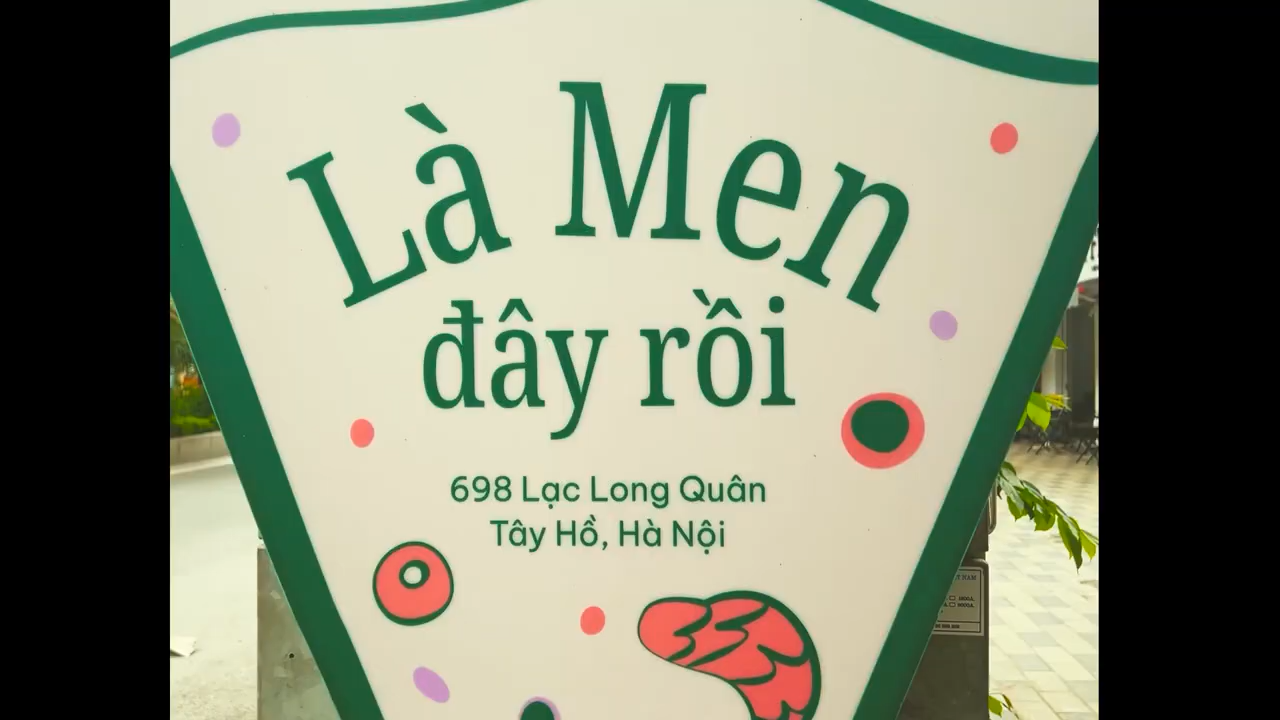 Là Men
đây rồi
698 Lạc Long Quân
Tây Hồ, Hà Nội